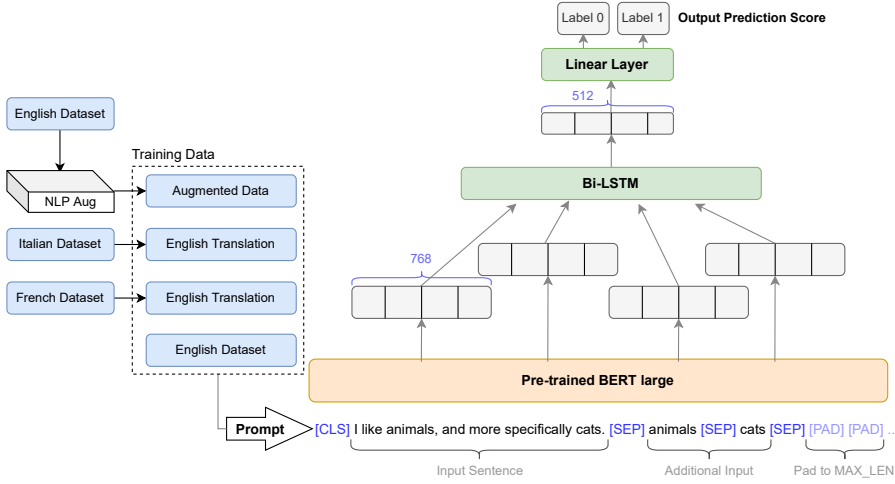 Label 0
Label 1
Output Prediction Score
Linear Layer
512
English Dataset
Training Data
NLP Aug
Augmented Data
Bi-LSTM
Italian Dataset
English Translation
768
French Dataset
English Translation
English Dataset
Pre-trained BERT large
Prompt
[CLS] I like animals, and more specifically cats. [SEP] animals [SEP] cats [SEP] [PAD] [PAD] ..
Input Sentence
Additional Input
Pad to MAX_LEN